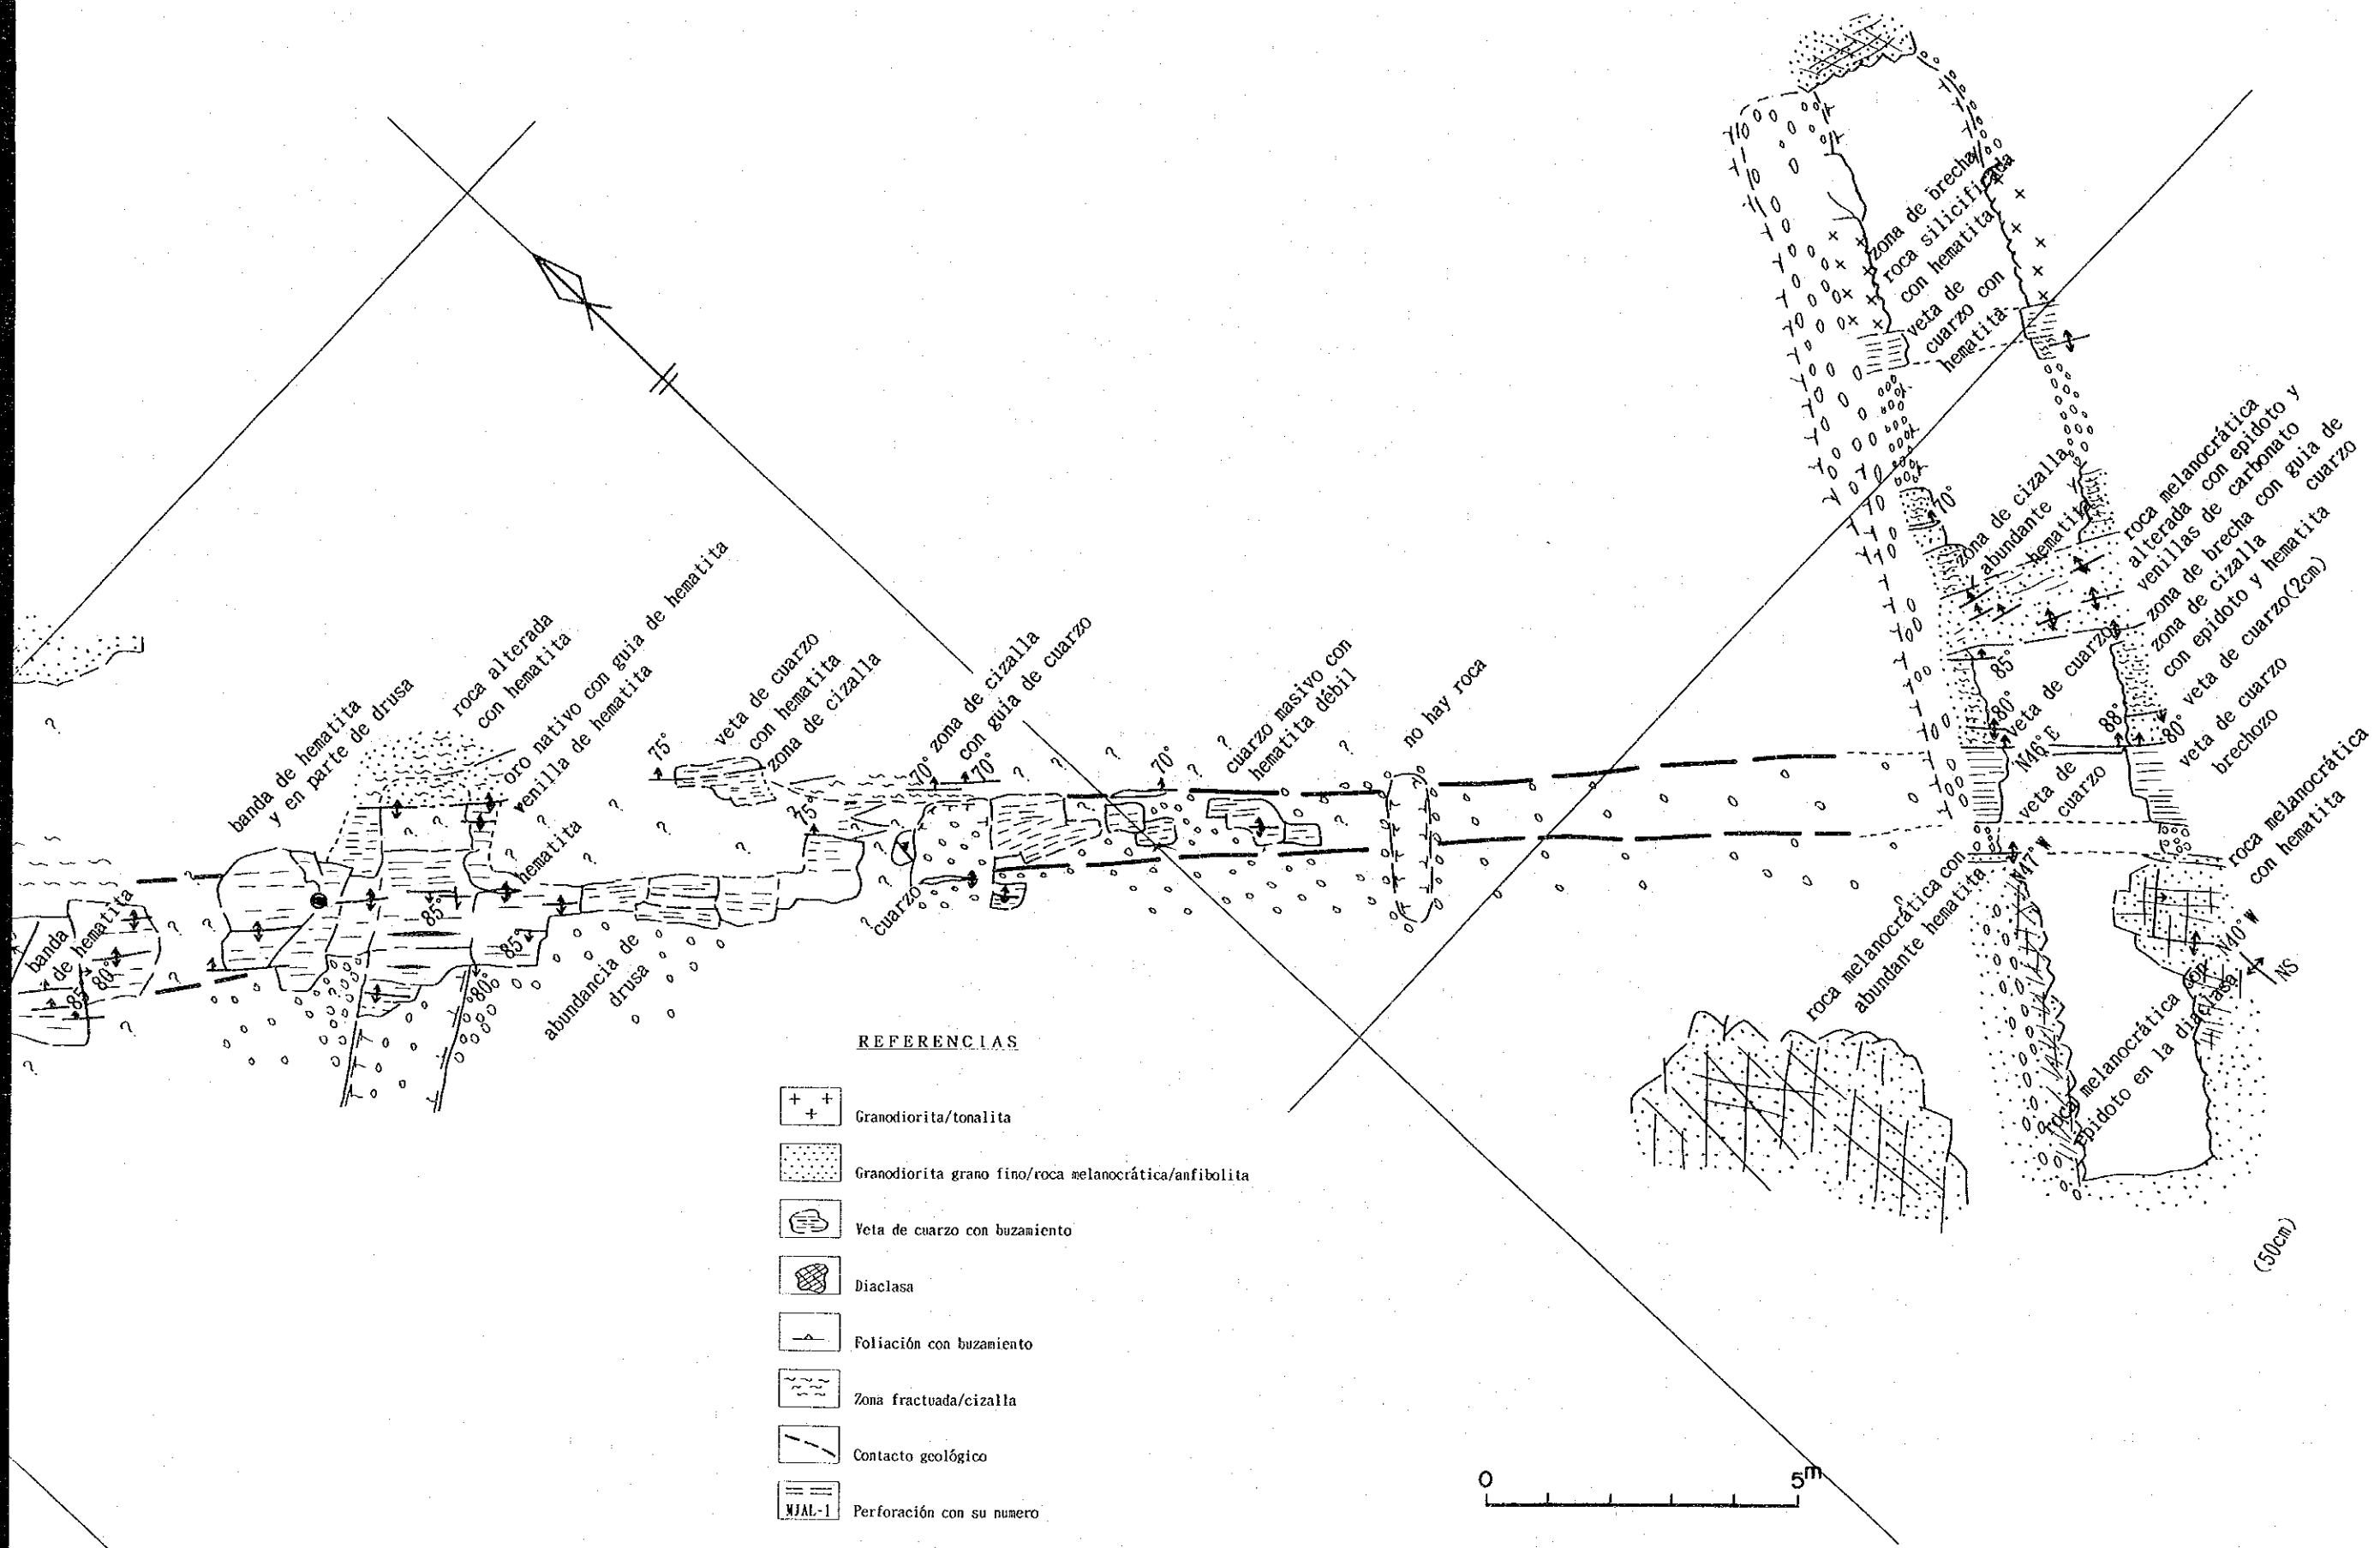 zona de brecha
roca silicificada
con hematita
veta de
cuarzo con
hematita
70°
zona de cizalla
abundante
hematita
roca melanocrática
alterada con epidoto y
venillas de carbonato
zona de brecha con guia de
cuarzo
zona de cizalla
con epidoto y hematita
veta de cuarzo(2cm)
85°
80°
veta de cuarzo
N46°E
88°
80°
veta de cuarzo
brechozo
veta de
cuarzo
N47°W
roca melanocrática
con hematita
roca melanocrática con
abundante hematita
N40°W
NS
roca melanocrática con
epidoto en la diaclasa
(50cm)
banda de hematita
y en parte de drusa
roca alterada
con hematita
oro nativo con guia de hematita
venilla de hematita
hematita
75°
veta de cuarzo
con hematita
zona de cizalla
75°
70°
zona de cizalla
con guia de cuarzo
70°
70°
cuarzo masivo con
hematita débil
no hay roca
banda
de hematita
85°
80°
85°
85°
80°
abundancia de
drusa
cuarzo
REFERENCIAS
Granodiorita/tonalita
Granodiorita grano fino/roca melanocrática/anfibolita
Veta de cuarzo con buzamiento
Diaclasa
Foliación con buzamiento
Zona fractuada/cizalla
Contacto geológico
MJAL-1 Perforación con su numero
0 5m